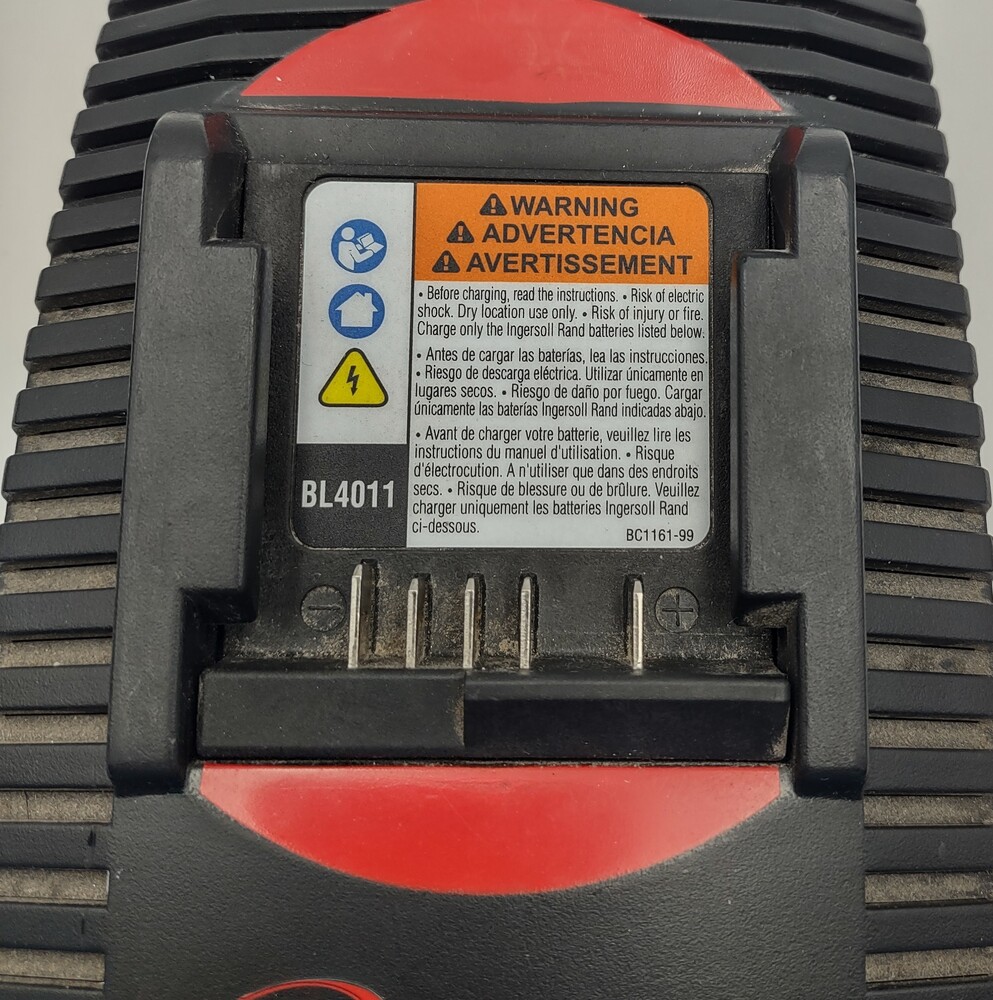 WARNING
ADVERTENCIA
AVERTISSEMENT
• Before charging, read the instructions. • Risk of electric
shock. Dry location use only. • Risk of injury or fire.
Charge only the Ingersoll Rand batteries listed below.
• Antes de cargar las baterías, lea las instrucciones.
• Riesgo de descarga eléctrica. Utilizar únicamente en
lugares secos. • Riesgo de daño por fuego. Cargar
únicamente las baterías Ingersoll Rand indicadas abajo.
• Avant de charger votre batterie, veuillez lire les
instructions du manuel d'utilisation. • Risque
d'électrocution. A n'utiliser que dans des endroits
secs. • Risque de blessure ou de brûlure. Veuillez
charger uniquement les batteries Ingersoll Rand
ci-dessous.
BC1161-99
BL4011